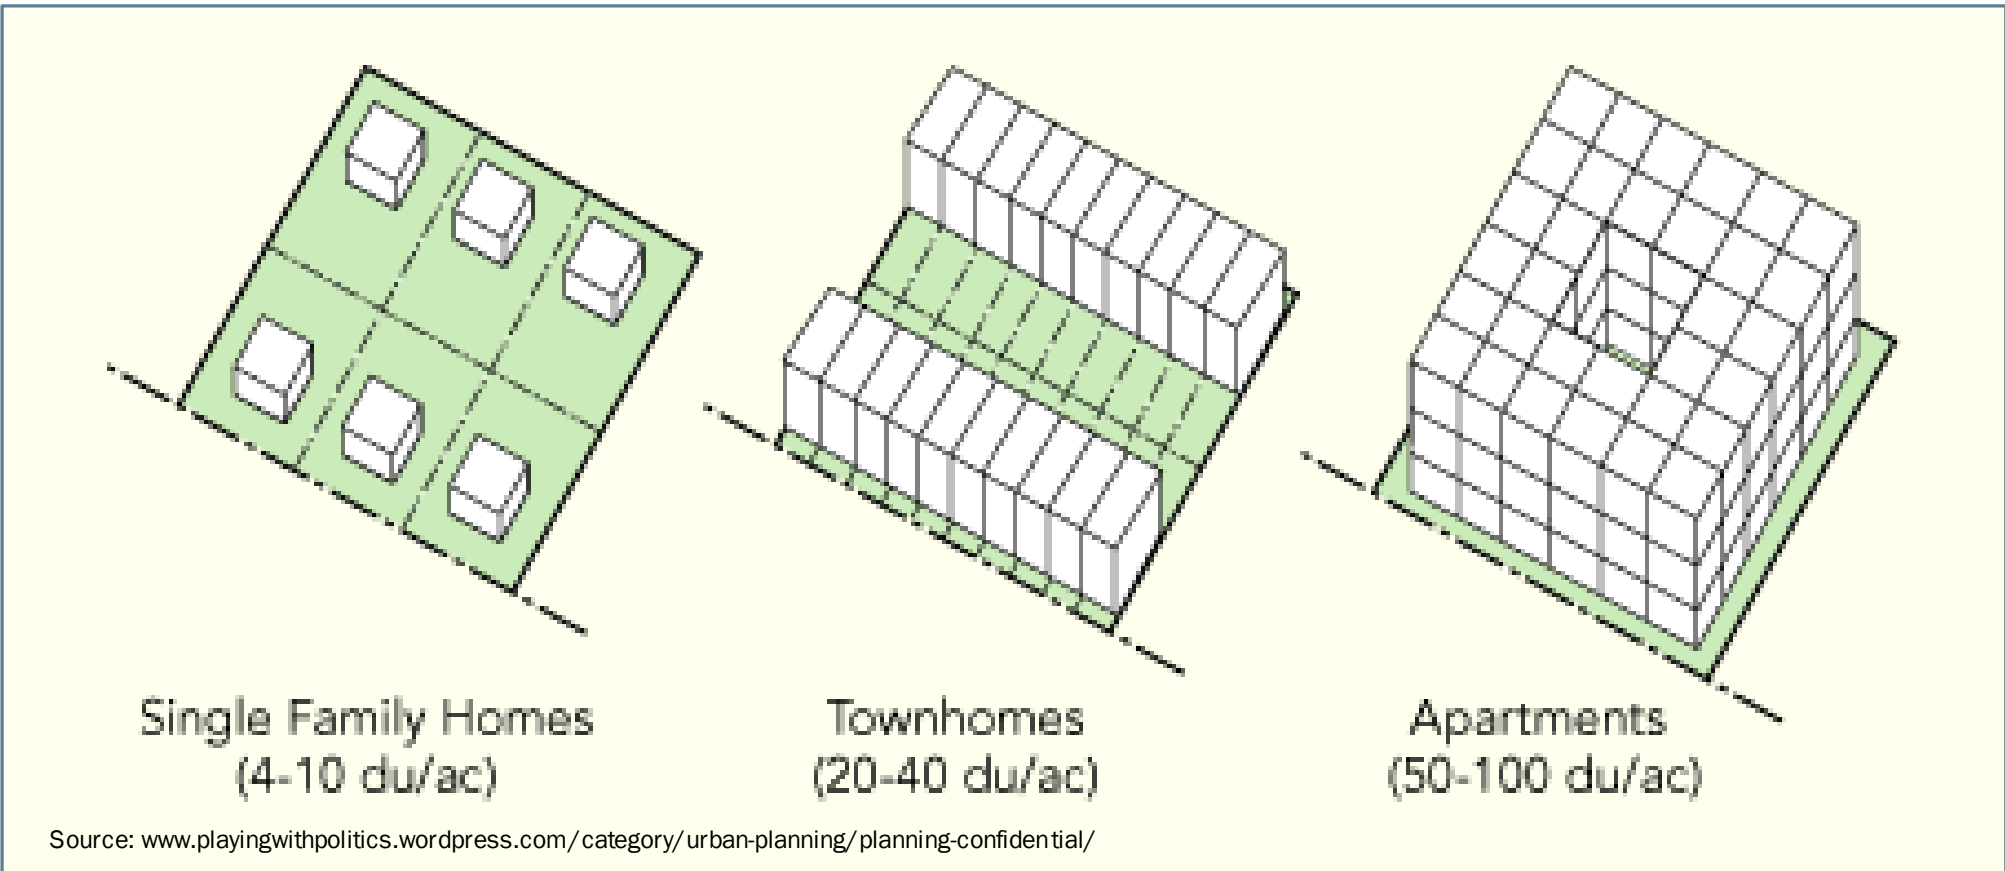 Single Family Homes
(4-10 du/ac)
Townhomes
(20-40 du/ac)
Apartments
(50-100 du/ac)
Source: www.playingwithpolitics.wordpress.com/category/urban-planning/planning-confidential/